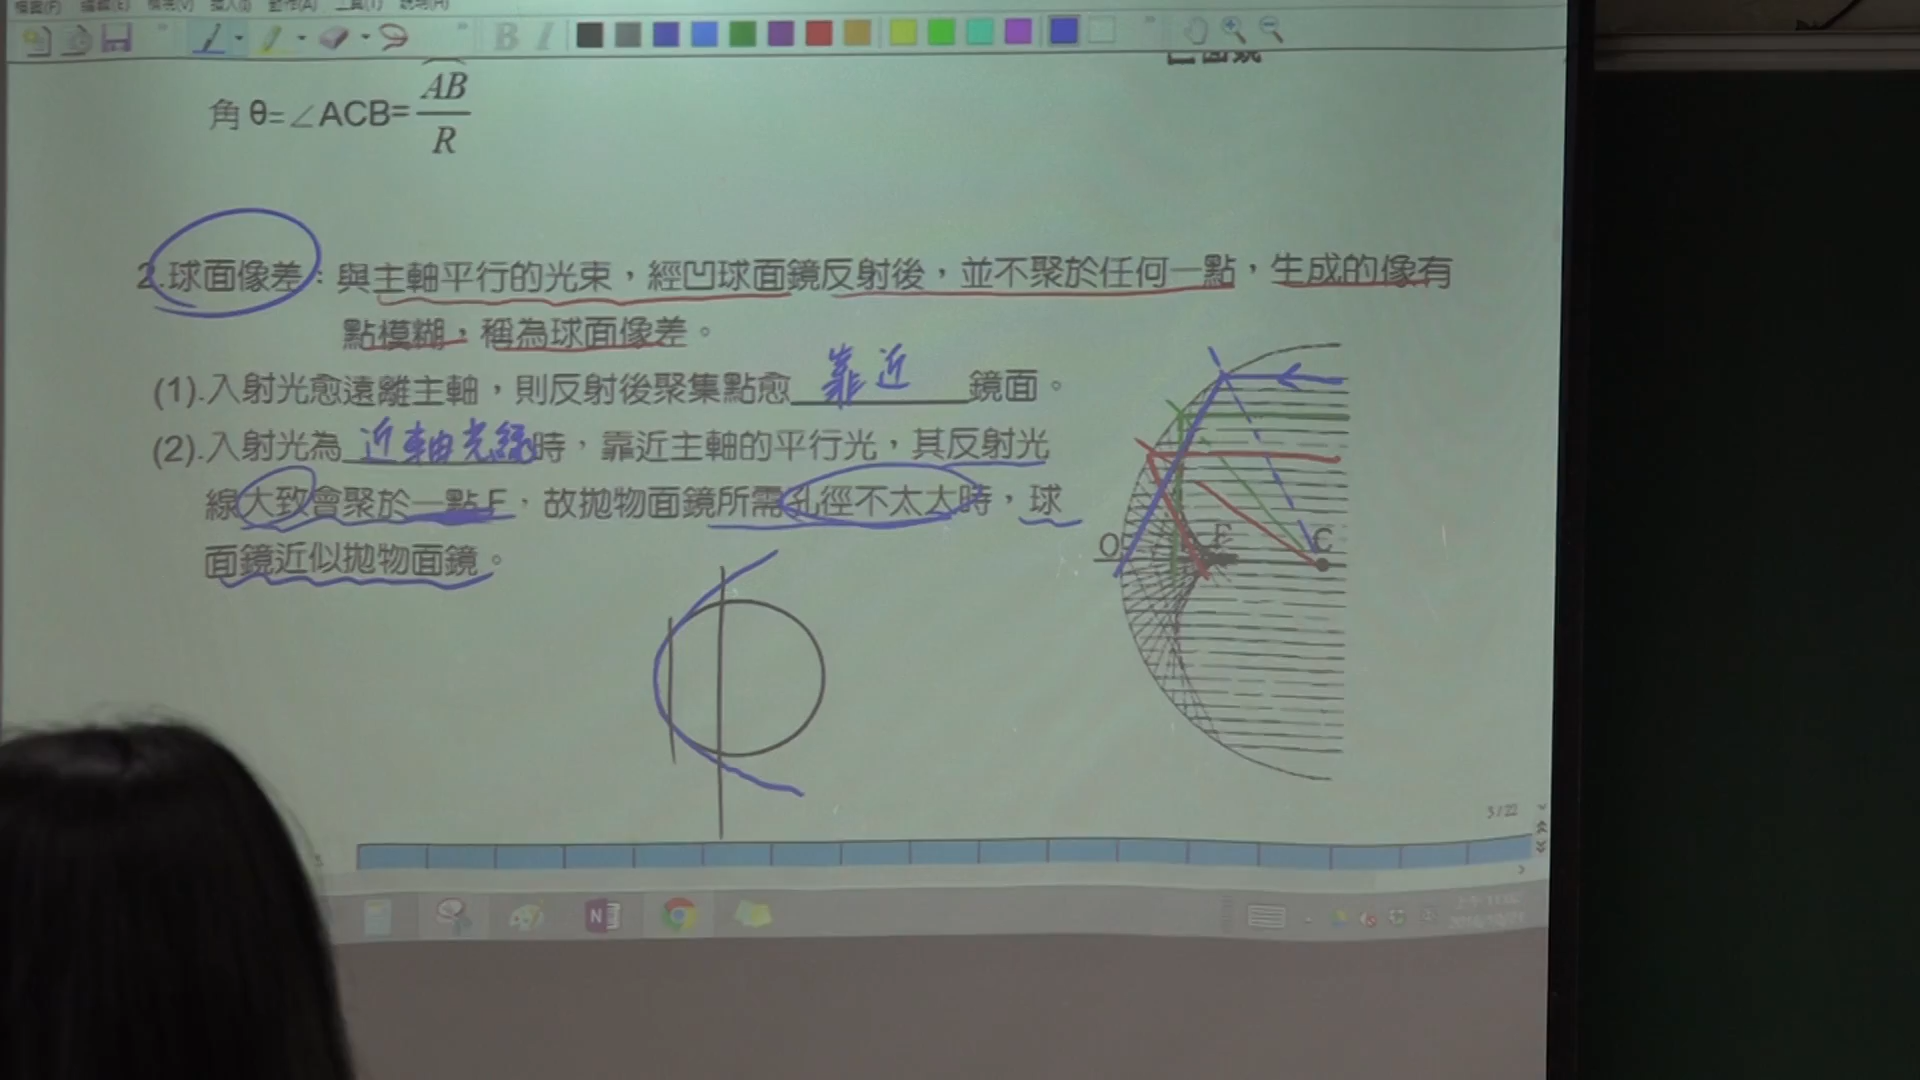 角θ=∠ACB= AB
R
2.球面像差：與主軸平行的光束，經凹球面鏡反射後，並不聚於任何一點，生成的像有
點模糊，稱為球面像差。
(1).入射光愈遠離主軸，則反射後聚集點愈靠近鏡面。
(2).入射光為近軸光線時，靠近主軸的平行光，其反射光
線大致會聚於一點F，故拋物面鏡所需孔徑不太大時，球
面鏡近似拋物面鏡。
O F C